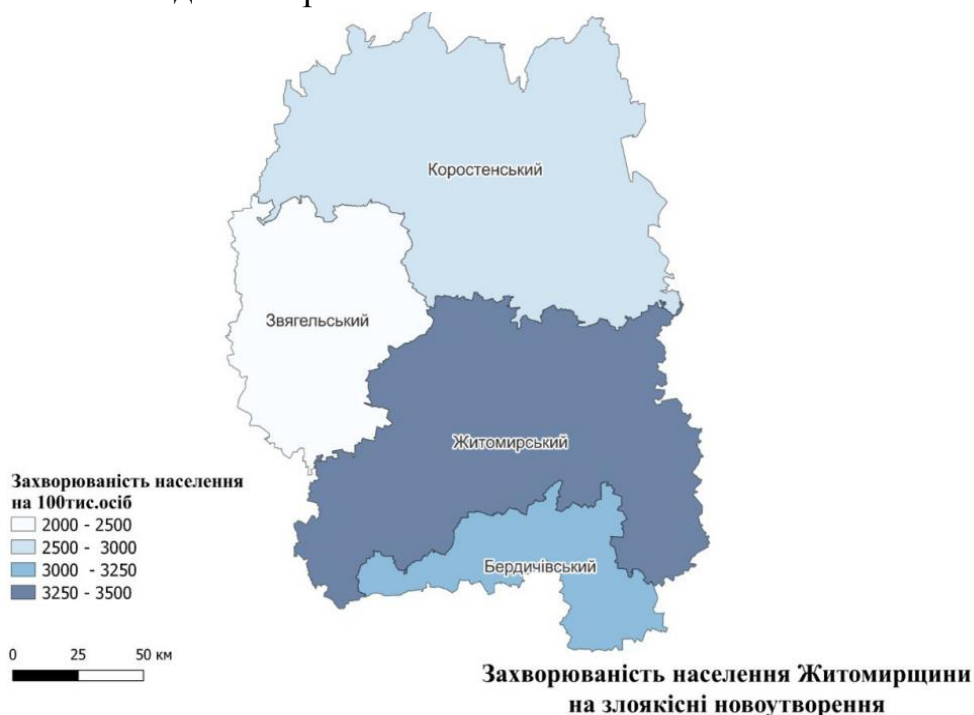 Коростенський
Звягельський
Житомирський
Бердичівський
Захворюваність населення
на 100тис.осіб
2000 - 2500
2500 - 3000
3000 - 3250
3250 - 3500
0 25 50 км
Захворюваність населення Житомирщини
на злоякісні новоутворення